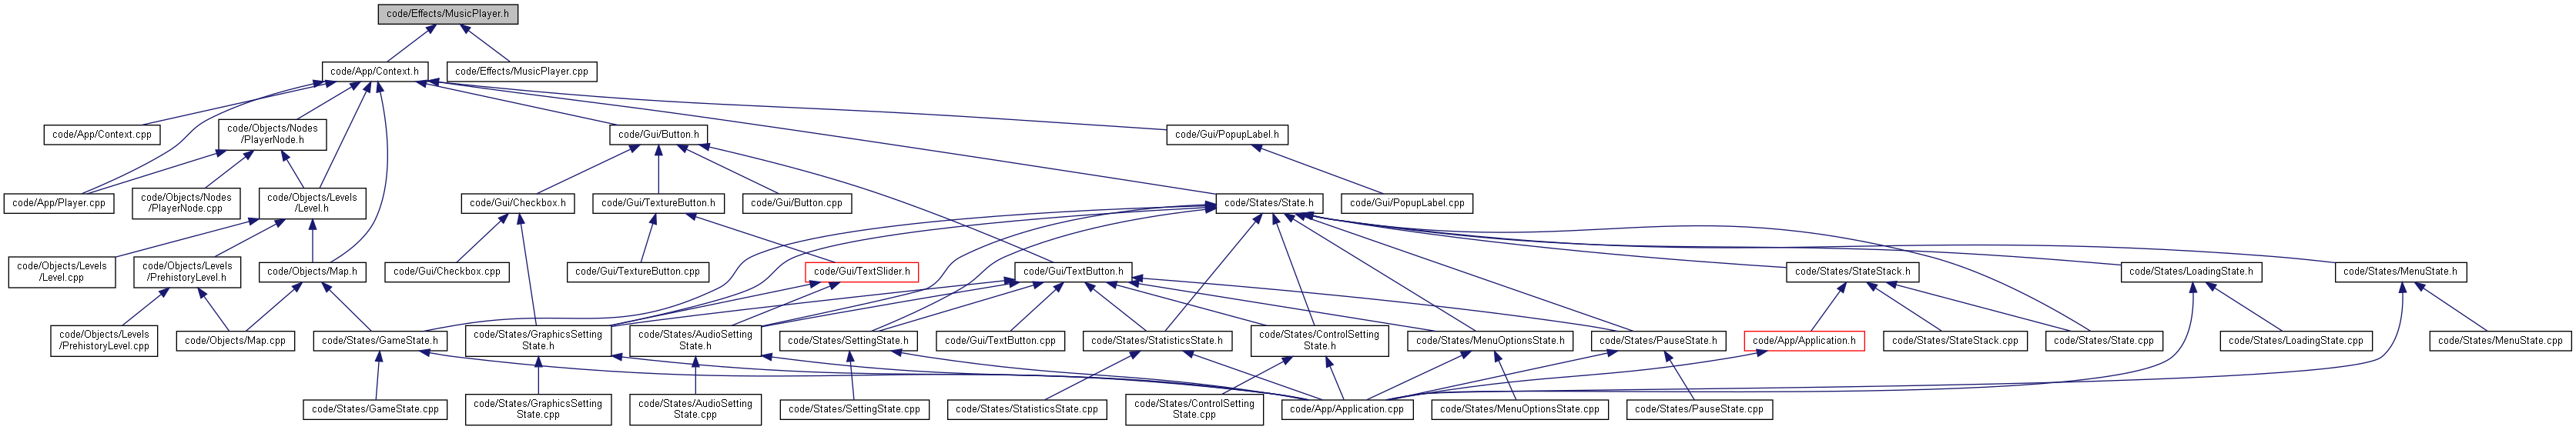 code/Effects/MusicPlayer.h
code/App/Context.h
code/Effects/MusicPlayer.cpp
code/App/Context.cpp
code/Objects/Nodes
/PlayerNode.h
code/Gui/Button.h
code/Gui/PopupLabel.h
code/App/Player.cpp
code/Objects/Nodes
/PlayerNode.cpp
code/Objects/Levels
/Level.h
code/Gui/Checkbox.h
code/Gui/TextureButton.h
code/Gui/Button.cpp
code/States/State.h
code/Gui/PopupLabel.cpp
code/Objects/Levels
/Level.cpp
code/Objects/Levels
/PrehistoryLevel.h
code/Objects/Map.h
code/Gui/Checkbox.cpp
code/Gui/TextureButton.cpp
code/Gui/TextSlider.h
code/Gui/TextButton.h
code/States/StateStack.h
code/States/LoadingState.h
code/States/MenuState.h
code/Objects/Levels
/PrehistoryLevel.cpp
code/Objects/Map.cpp
code/States/GameState.h
code/States/GraphicsSetting
State.h
code/States/AudioSetting
State.h
code/States/SettingState.h
code/Gui/TextButton.cpp
code/States/StatisticsState.h
code/States/ControlSetting
State.h
code/States/MenuOptionsState.h
code/States/PauseState.h
code/App/Application.h
code/States/StateStack.cpp
code/States/State.cpp
code/States/LoadingState.cpp
code/States/MenuState.cpp
code/States/GameState.cpp
code/States/GraphicsSetting
State.cpp
code/States/AudioSetting
State.cpp
code/States/SettingState.cpp
code/States/StatisticsState.cpp
code/States/ControlSetting
State.cpp
code/App/Application.cpp
code/States/MenuOptionsState.cpp
code/States/PauseState.cpp